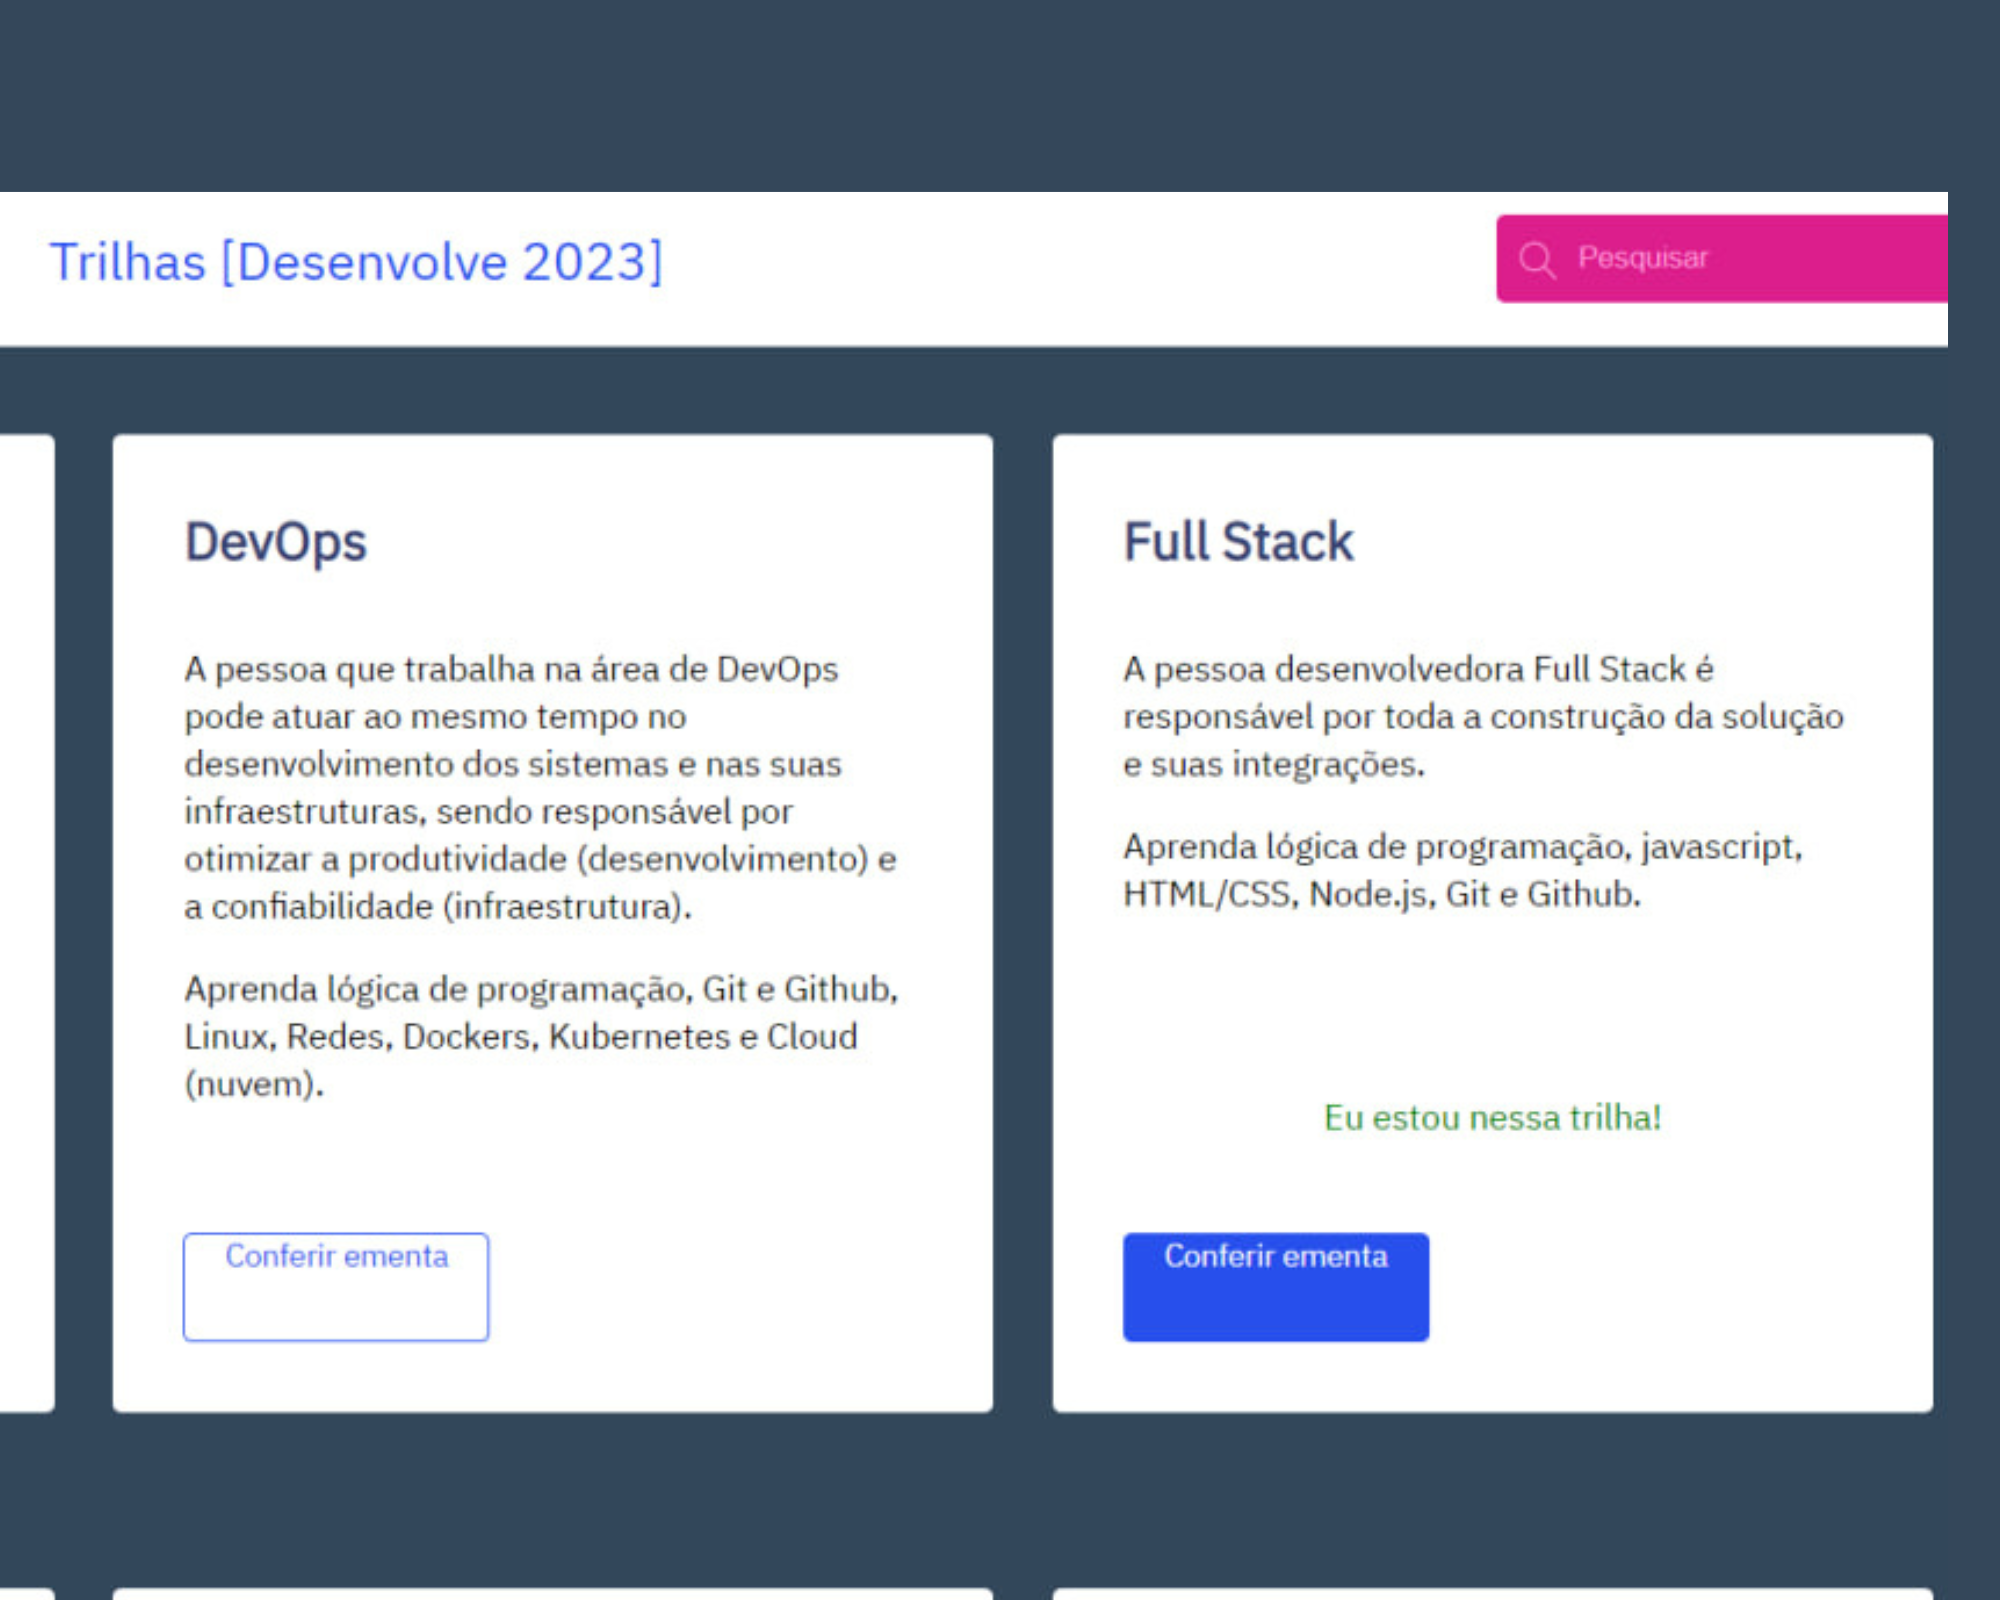 Trilhas [Desenvolve 2023]
Pesquisar
DevOps
A pessoa que trabalha na área de DevOps
pode atuar ao mesmo tempo no
desenvolvimento dos sistemas e nas suas
infraestruturas, sendo responsável por
otimizar a produtividade (desenvolvimento) e
a confiabilidade (infraestrutura).
Aprenda lógica de programação, Git e Github,
Linux, Redes, Dockers, Kubernetes e Cloud
(nuvem).
Conferir ementa
Full Stack
A pessoa desenvolvedora Full Stack é
responsável por toda a construção da solução
e suas integrações.
Aprenda lógica de programação, javascript,
HTML/CSS, Node.js, Git e Github.
Eu estou nessa trilha!
Conferir ementa